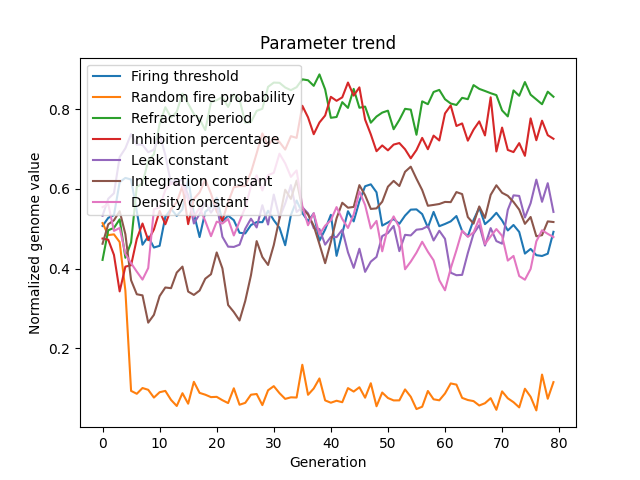 Parameter trend
Firing threshold
Random fire probability
Refractory period
Inhibition percentage
Leak constant
Integration constant
Density constant
Normalized genome value
0.8
0.6
0.4
0.2
0 10 20 30 40 50 60 70 80
Generation